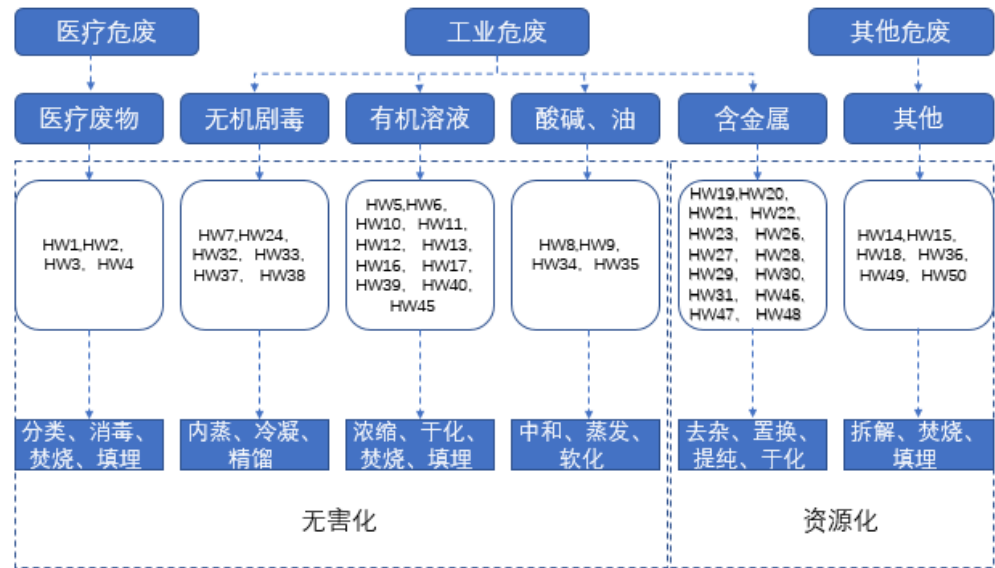 医疗危废
工业危废
其他危废
医疗废物
无机剧毒
有机溶液
酸碱、油
含金属
其他
HW1,HW2,
HW3, HW4
HW7,HW24,
HW32, HW33,
HW37, HW38
HW5,HW6,
HW10, HW11,
HW12, HW13,
HW16, HW17,
HW39, HW40,
HW45
HW8,HW9,
HW34, HW35
HW19,HW20,
HW21, HW22,
HW23, HW26,
HW27, HW28,
HW29, HW30,
HW31, HW46,
HW47, HW48
HW14,HW15,
HW18, HW36,
HW49, HW50
分类、消毒、
焚烧、填埋
内蒸、冷凝、
精馏
浓缩、干化、
焚烧、填埋
中和、蒸发、
软化
去杂、置换、
提纯、干化
拆解、焚烧、
填埋
无害化
资源化